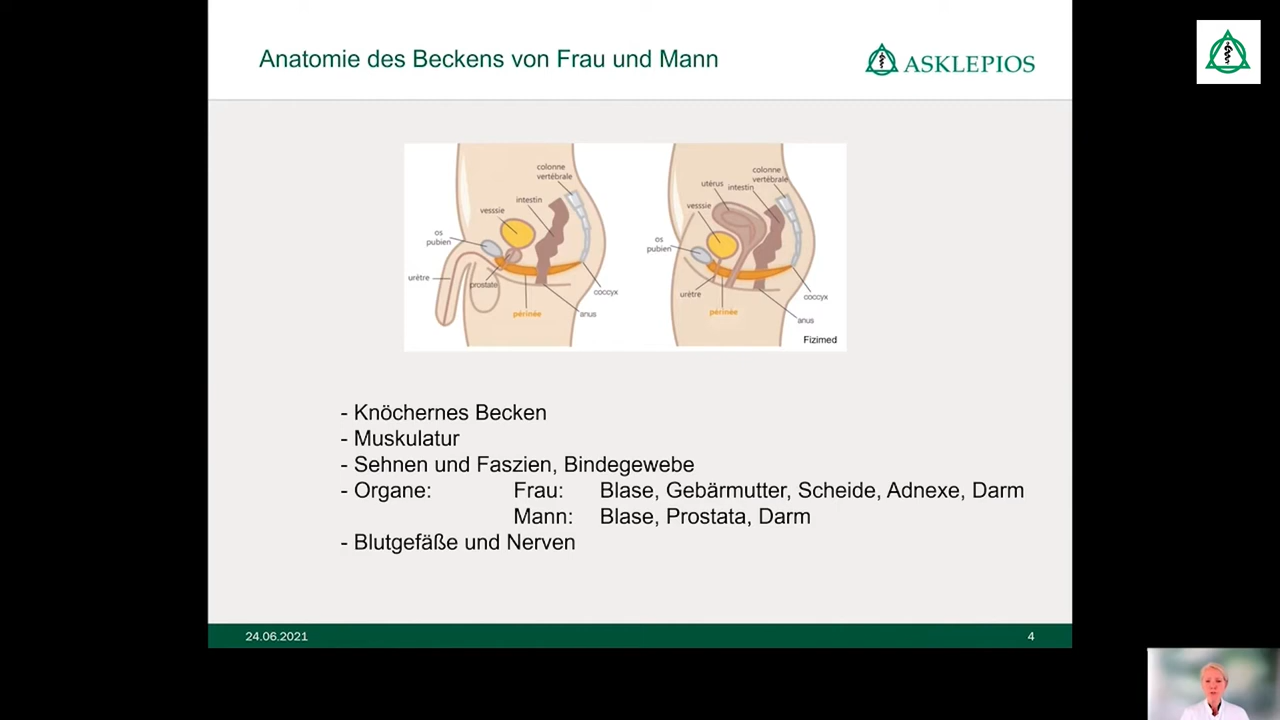 Anatomie des Beckens von Frau und Mann
ASKLEPIOS
colonne
vertébrale
intestin
vesssie
os
pubien
urètre
prostate
périnée
coccyx
anus
colonne
vertébrale
utérus
intestin
vesssie
os
pubien
urètre
périnée
coccyx
anus
Fizimed
- Knöchernes Becken
- Muskulatur
- Sehnen und Faszien, Bindegewebe
- Organe: Frau: Blase, Gebärmutter, Scheide, Adnexe, Darm
Mann: Blase, Prostata, Darm
- Blutgefäße und Nerven
24.06.2021
4